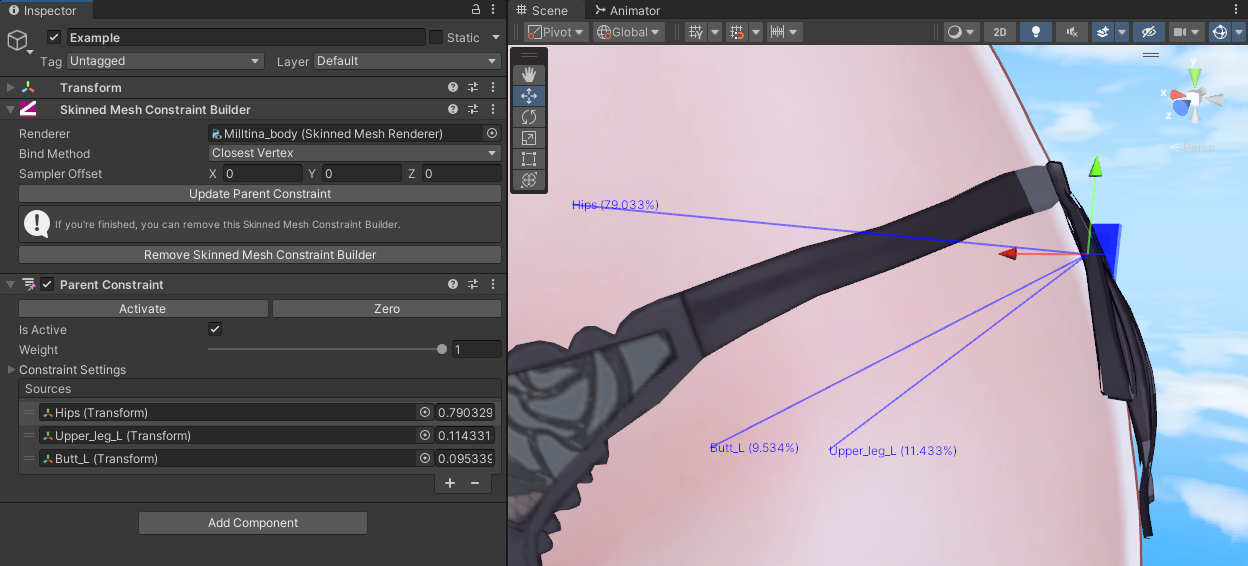 Inspector
Example
Static
Tag Untagged Layer Default
Transform
Skinned Mesh Constraint Builder
Renderer Milltina_body (Skinned Mesh Renderer)
Bind Method Closest Vertex
Sampler Offset X 0 Y 0 Z 0
Update Parent Constraint
If you're finished, you can remove this Skinned Mesh Constraint Builder.
Remove Skinned Mesh Constraint Builder
Parent Constraint
Activate Zero
Is Active
Weight 1
Constraint Settings
Sources
Hips (Transform) 0.790329
Upper_leg_L (Transform) 0.114331
Butt_L (Transform) 0.095339
+ −
Add Component
Scene Animator
Pivot Global 2D
y
x
z
Persp
Hips (79.033%)
Butt_L (9.534%) Upper_leg_L (11.433%)